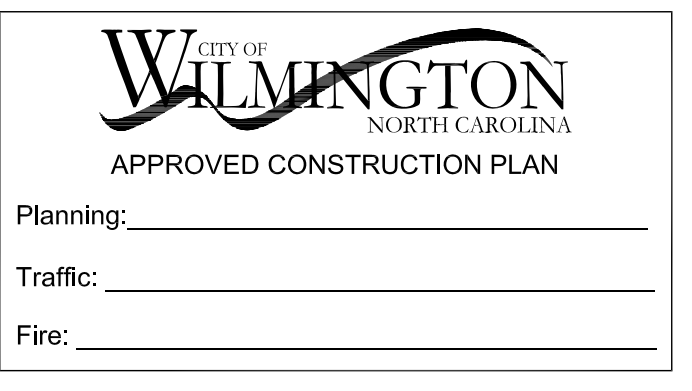 CITY OF
WILMINGTON
NORTH CAROLINA
APPROVED CONSTRUCTION PLAN
Planning:
Traffic:
Fire: